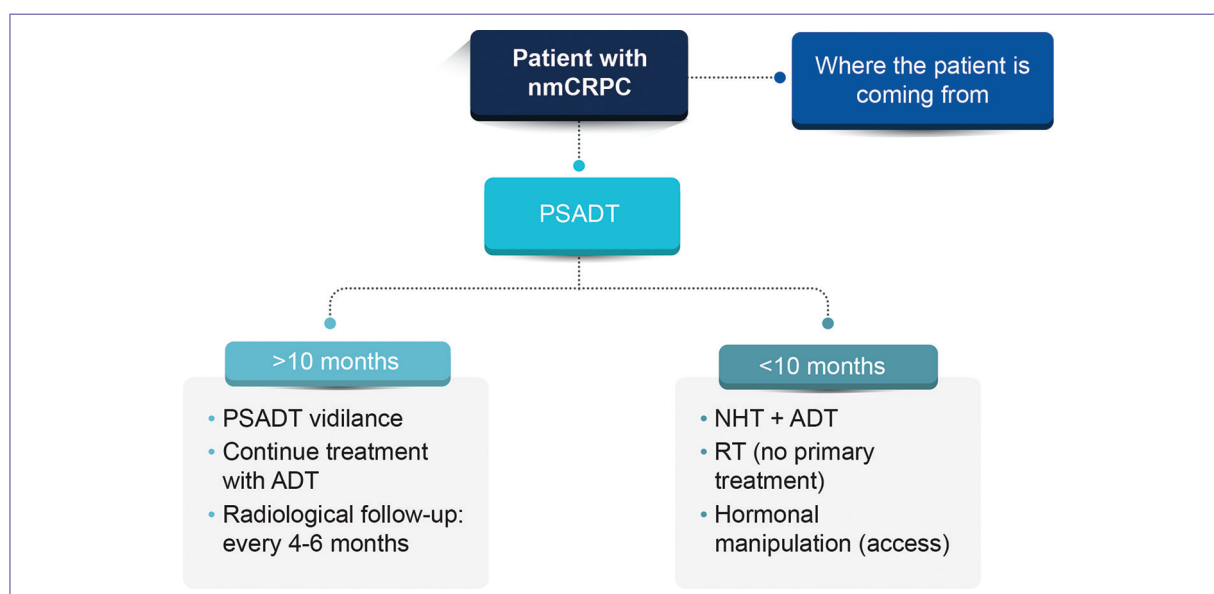 Patient with
nmCRPC
Where the patient is
coming from
PSADT
>10 months
• PSADT vidilance
• Continue treatment
with ADT
• Radiological follow-up:
every 4-6 months
<10 months
• NHT + ADT
• RT (no primary
treatment)
• Hormonal
manipulation (access)